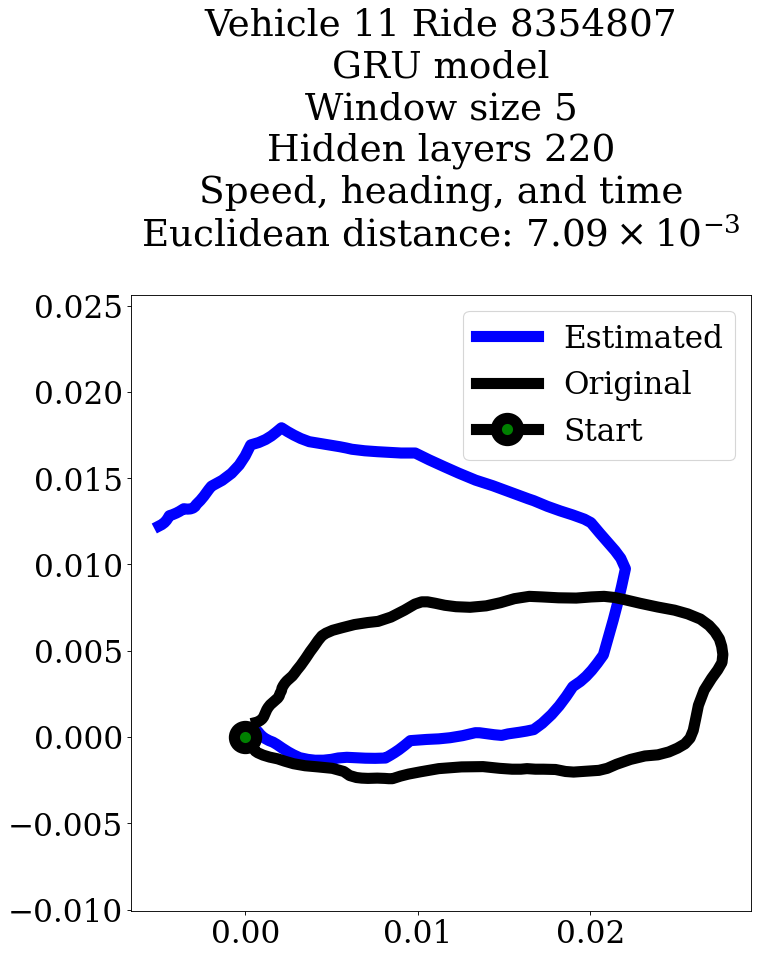 Vehicle 11 Ride 8354807
GRU model
Window size 5
Hidden layers 220
Speed, heading, and time
Euclidean distance: 7.09 × 10⁻³
0.025
0.020
0.015
0.010
0.005
0.000
−0.005
−0.010
Estimated
Original
Start
0.00 0.01 0.02